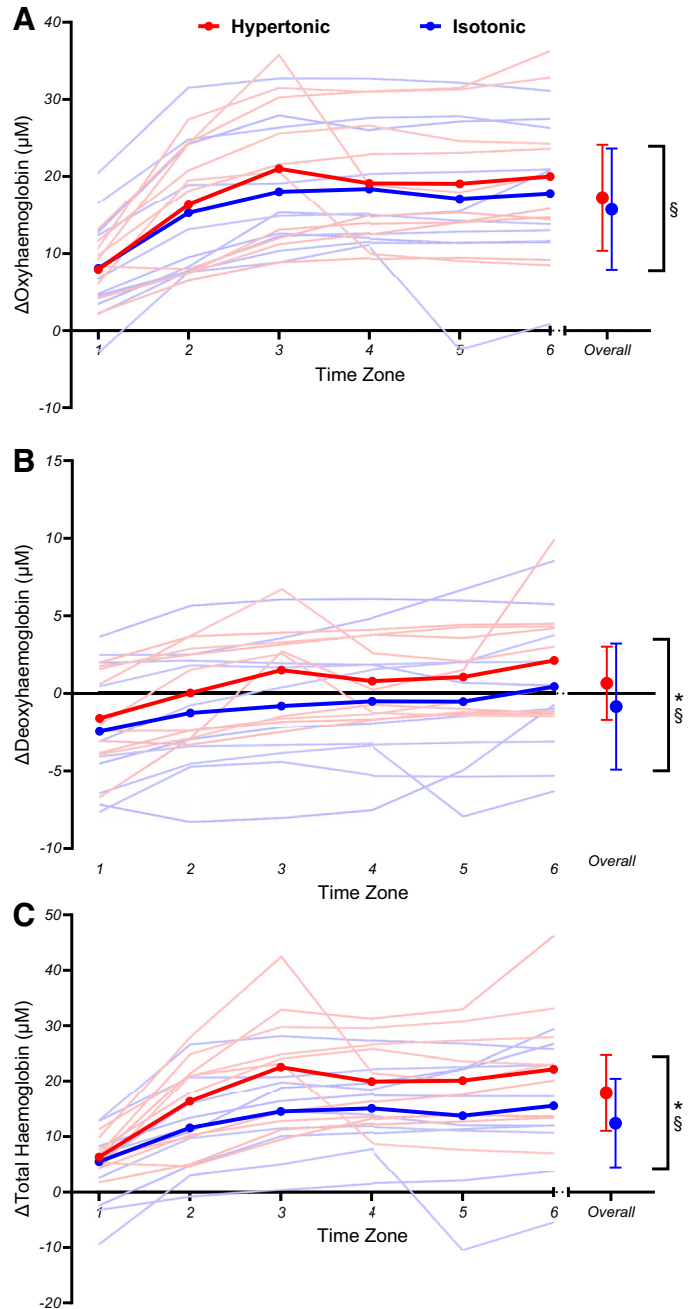 A
Hypertonic
Isotonic
ΔOxyhaemoglobin (µM)
40
30
20
10
0
-10
1 2 3 4 5 6 Overall
Time Zone
§
B
ΔDeoxyhaemoglobin (µM)
15
10
5
0
-5
-10
1 2 3 4 5 6 Overall
Time Zone
*
§
C
ΔTotal Haemoglobin (µM)
50
40
30
20
10
0
-10
-20
1 2 3 4 5 6 Overall
Time Zone
*
§